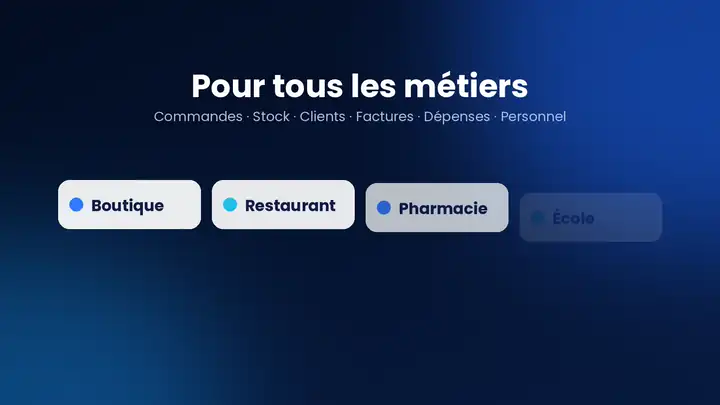 Pour tous les métiers
Commandes · Stock · Clients · Factures · Dépenses · Personnel
Boutique
Restaurant
Pharmacie
École